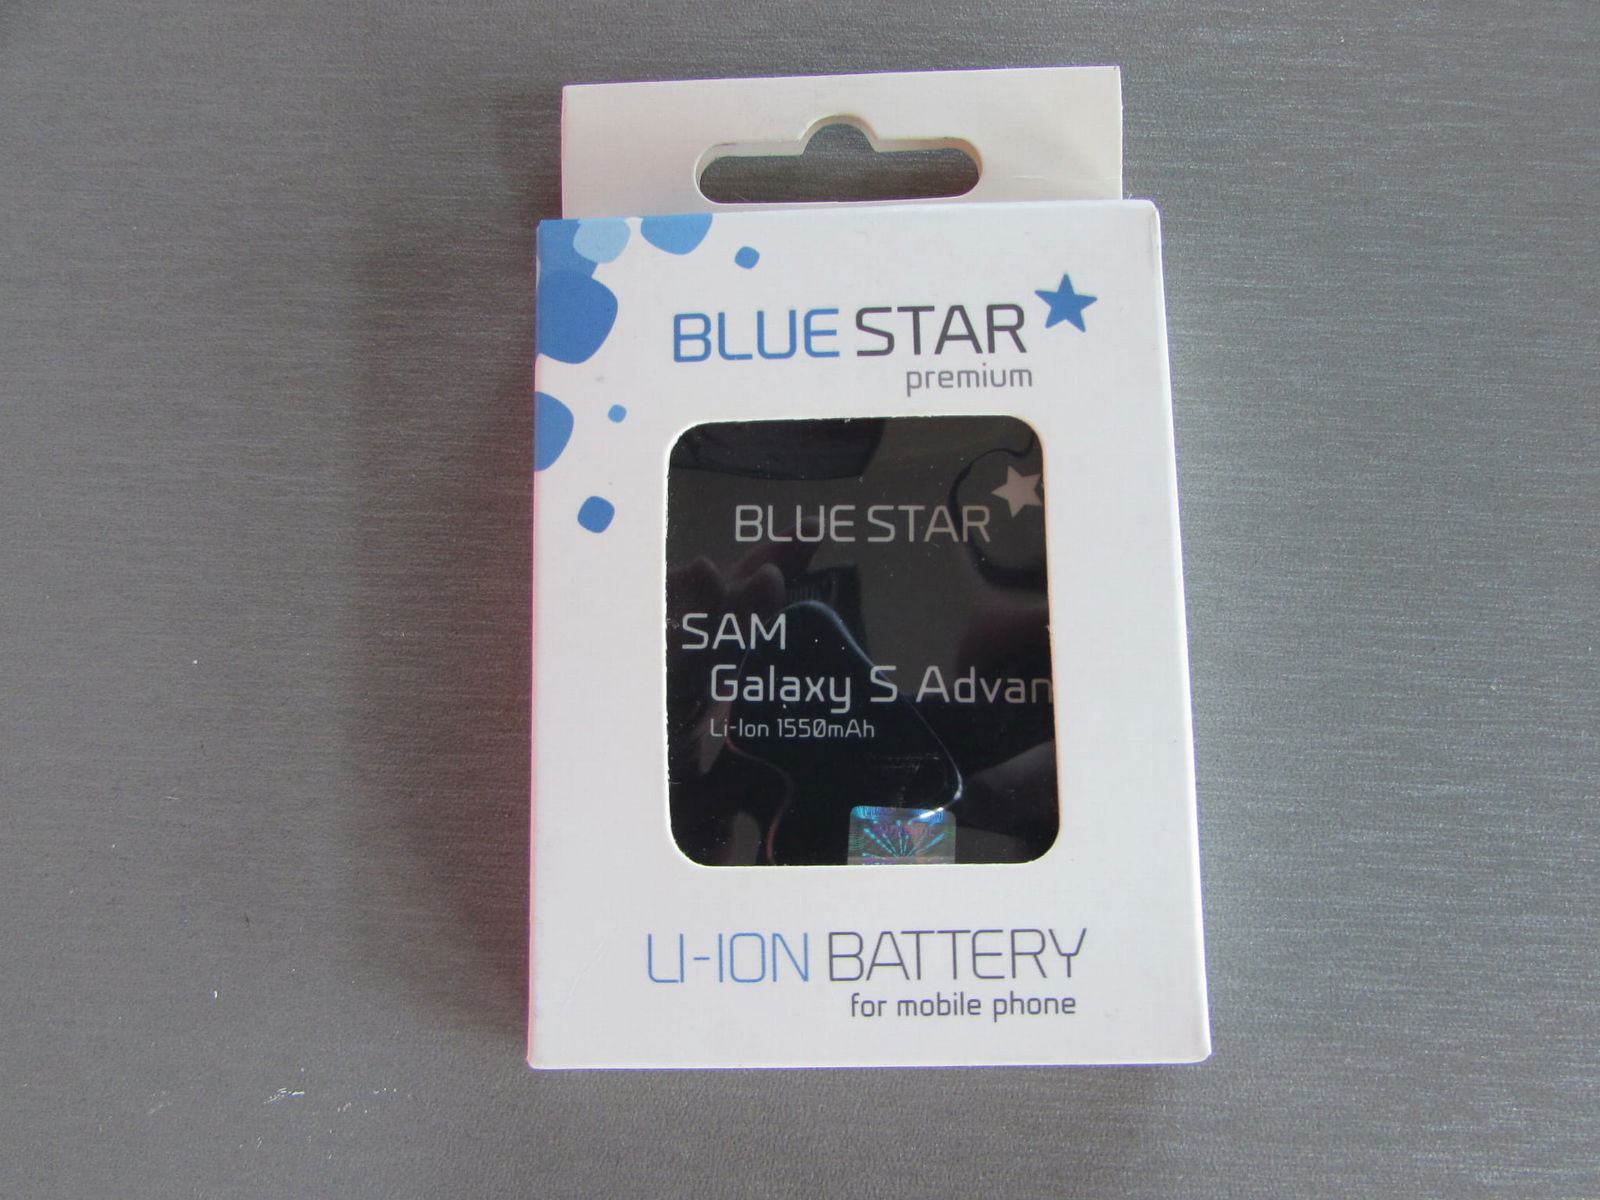 BLUE STAR
premium
BLUE STAR
SAM
Galaxy S Advan
Li-Ion 1550mAh
LI-ION BATTERY
for mobile phone